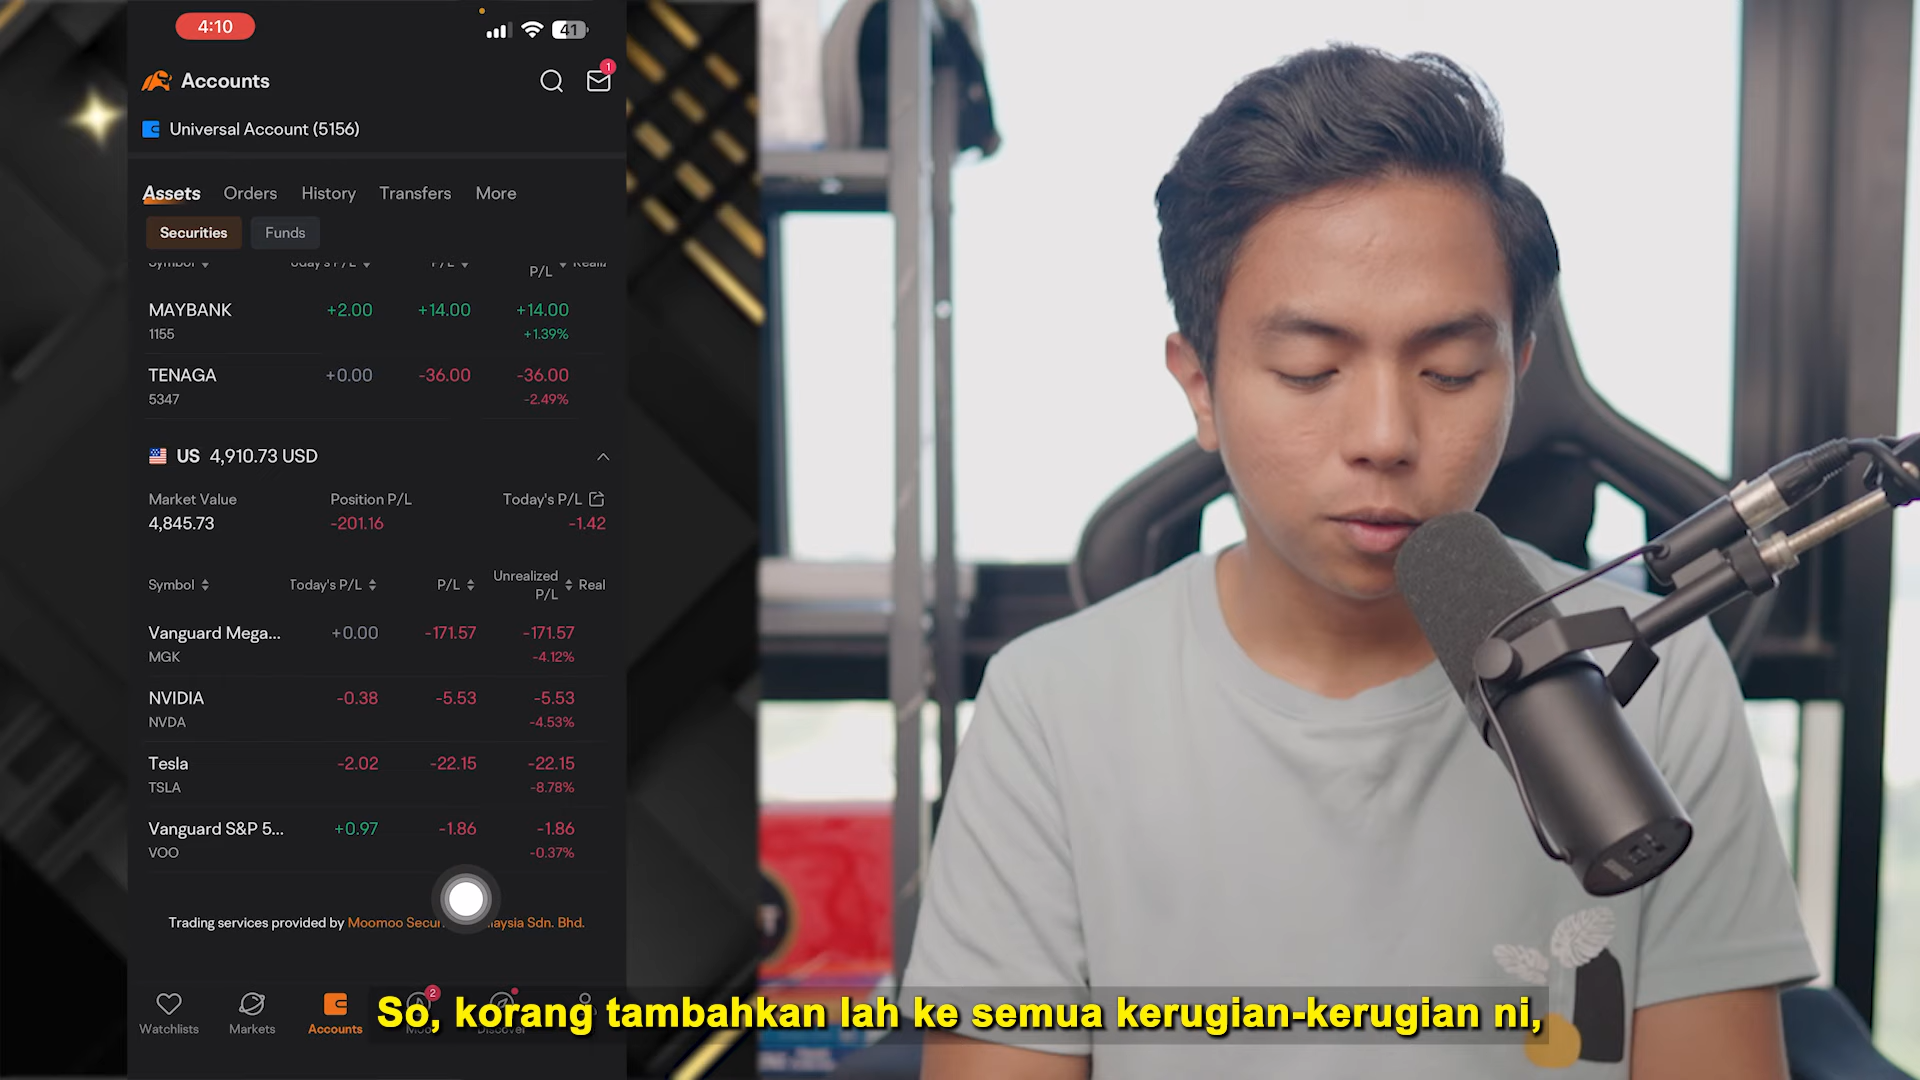 4:10
41
Accounts
1
Universal Account (5156)
Assets Orders History Transfers More
Securities Funds
P/L
MAYBANK +2.00 +14.00 +14.00
1155 +1.39%
TENAGA +0.00 -36.00 -36.00
5347 -2.49%
US 4,910.73 USD
Market Value Position P/L Today's P/L
4,845.73 -201.16 -1.42
Symbol Today's P/L P/L Unrealized P/L Real
Vanguard Mega... +0.00 -171.57 -171.57
MGK -4.12%
NVIDIA -0.38 -5.53 -5.53
NVDA -4.53%
Tesla -2.02 -22.15 -22.15
TSLA -8.78%
Vanguard S&P 5... +0.97 -1.86 -1.86
VOO -0.37%
Trading services provided by Moomoo Sdn. Bhd.
2
Watchlists Markets Accounts
So, korang tambahkan lah ke semua kerugian-kerugian ni,